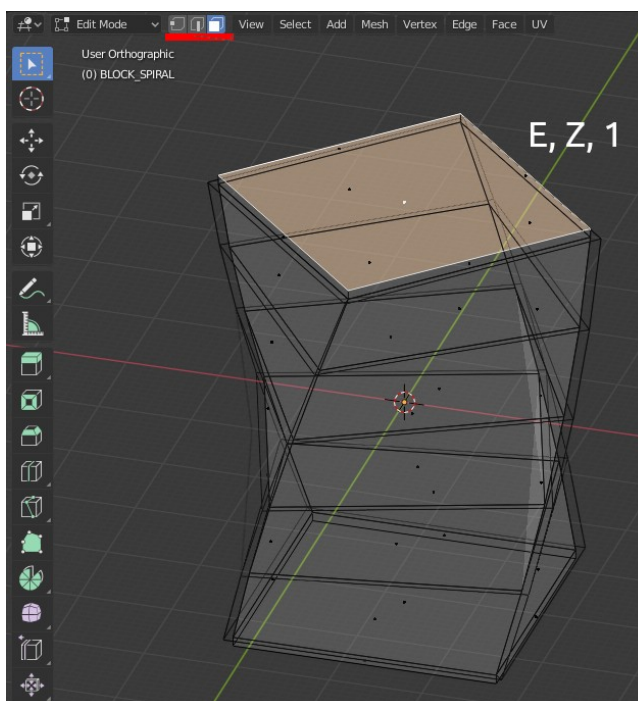 Edit Mode View Select Add Mesh Vertex Edge Face UV
User Orthographic
(0) BLOCK_SPIRAL
E, Z, 1